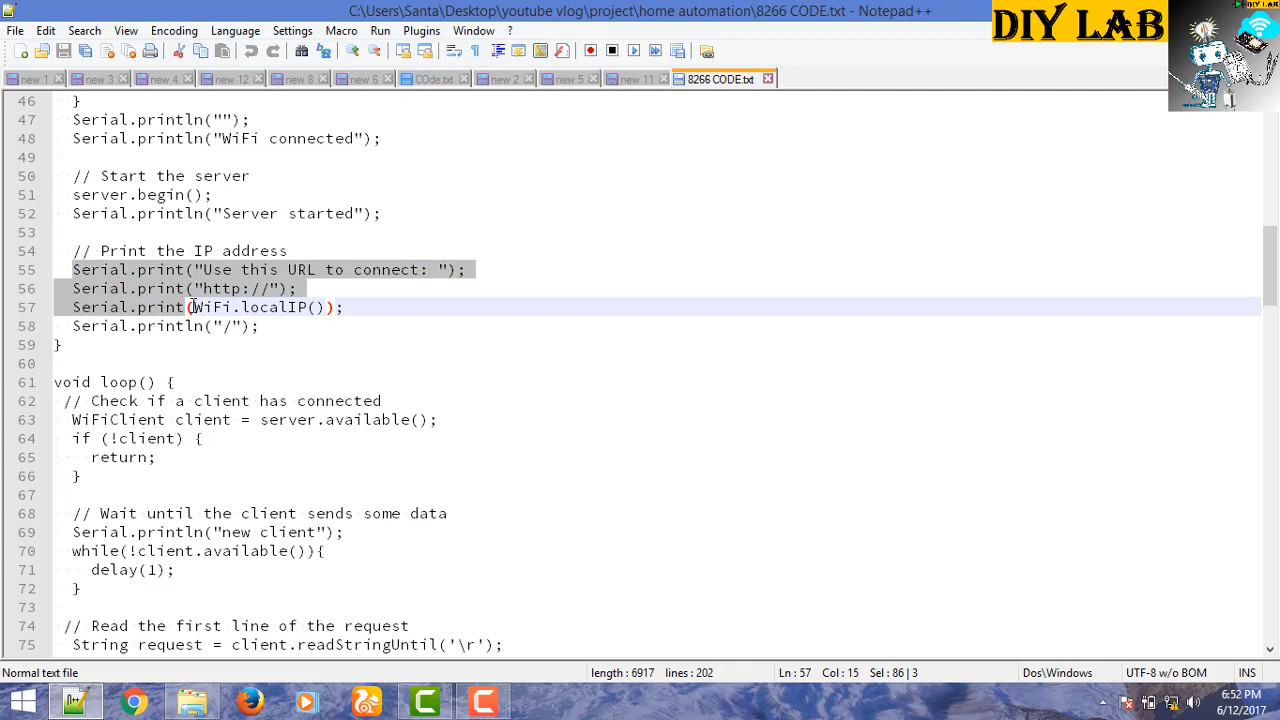 C:\Users\Santa\Desktop\youtube vlog\project\home automation\8266 CODE.txt - Notepad++
DIY LAB
File Edit Search View Encoding Language Settings Macro Run Plugins Window ?
new 1 new 3 new 4 new 12 new 8 new 6 COde.txt new 2 new 5 new 11 8266 CODE.txt
46 }
47 Serial.println("");
48 Serial.println("WiFi connected");
49
50 // Start the server
51 server.begin();
52 Serial.println("Server started");
53
54 // Print the IP address
55 Serial.print("Use this URL to connect: ");
56 Serial.print("http://");
57 Serial.print(WiFi.localIP());
58 Serial.println("/");
59 }
60
61 void loop() {
62 // Check if a client has connected
63 WiFiClient client = server.available();
64 if (!client) {
65 return;
66 }
67
68 // Wait until the client sends some data
69 Serial.println("new client");
70 while(!client.available()){
71 delay(1);
72 }
73
74 // Read the first line of the request
75 String request = client.readStringUntil('\r');
Normal text file length : 6917 lines : 202 Ln : 57 Col : 15 Sel : 86 | 3 Dos\Windows UTF-8 w/o BOM INS
6:52 PM
6/12/2017